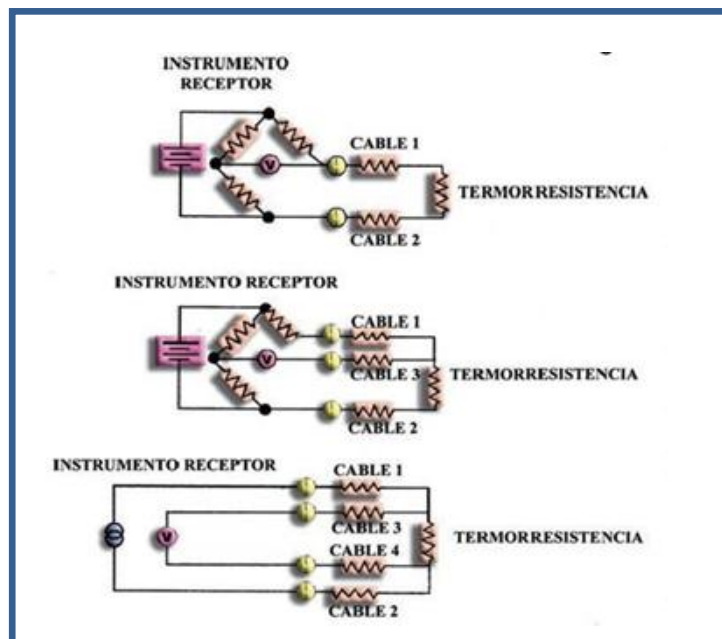 INSTRUMENTO
RECEPTOR
CABLE 1
V
TERMORRESISTENCIA
CABLE 2
INSTRUMENTO RECEPTOR
CABLE 1
V
CABLE 3
TERMORRESISTENCIA
CABLE 2
INSTRUMENTO RECEPTOR
CABLE 1
CABLE 3
V
TERMORRESISTENCIA
CABLE 4
CABLE 2